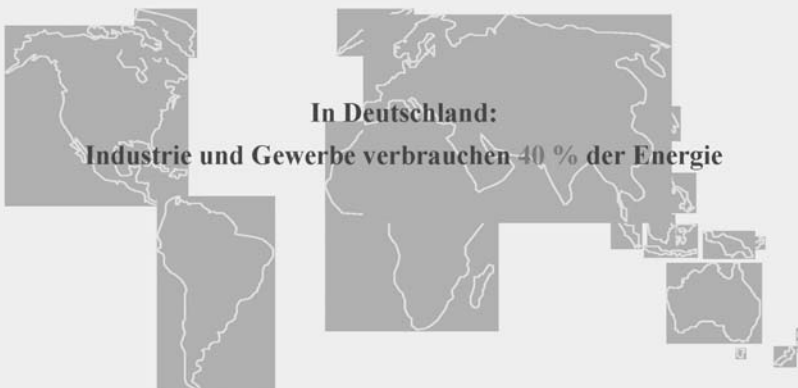 In Deutschland:
Industrie und Gewerbe verbrauchen 40 % der Energie